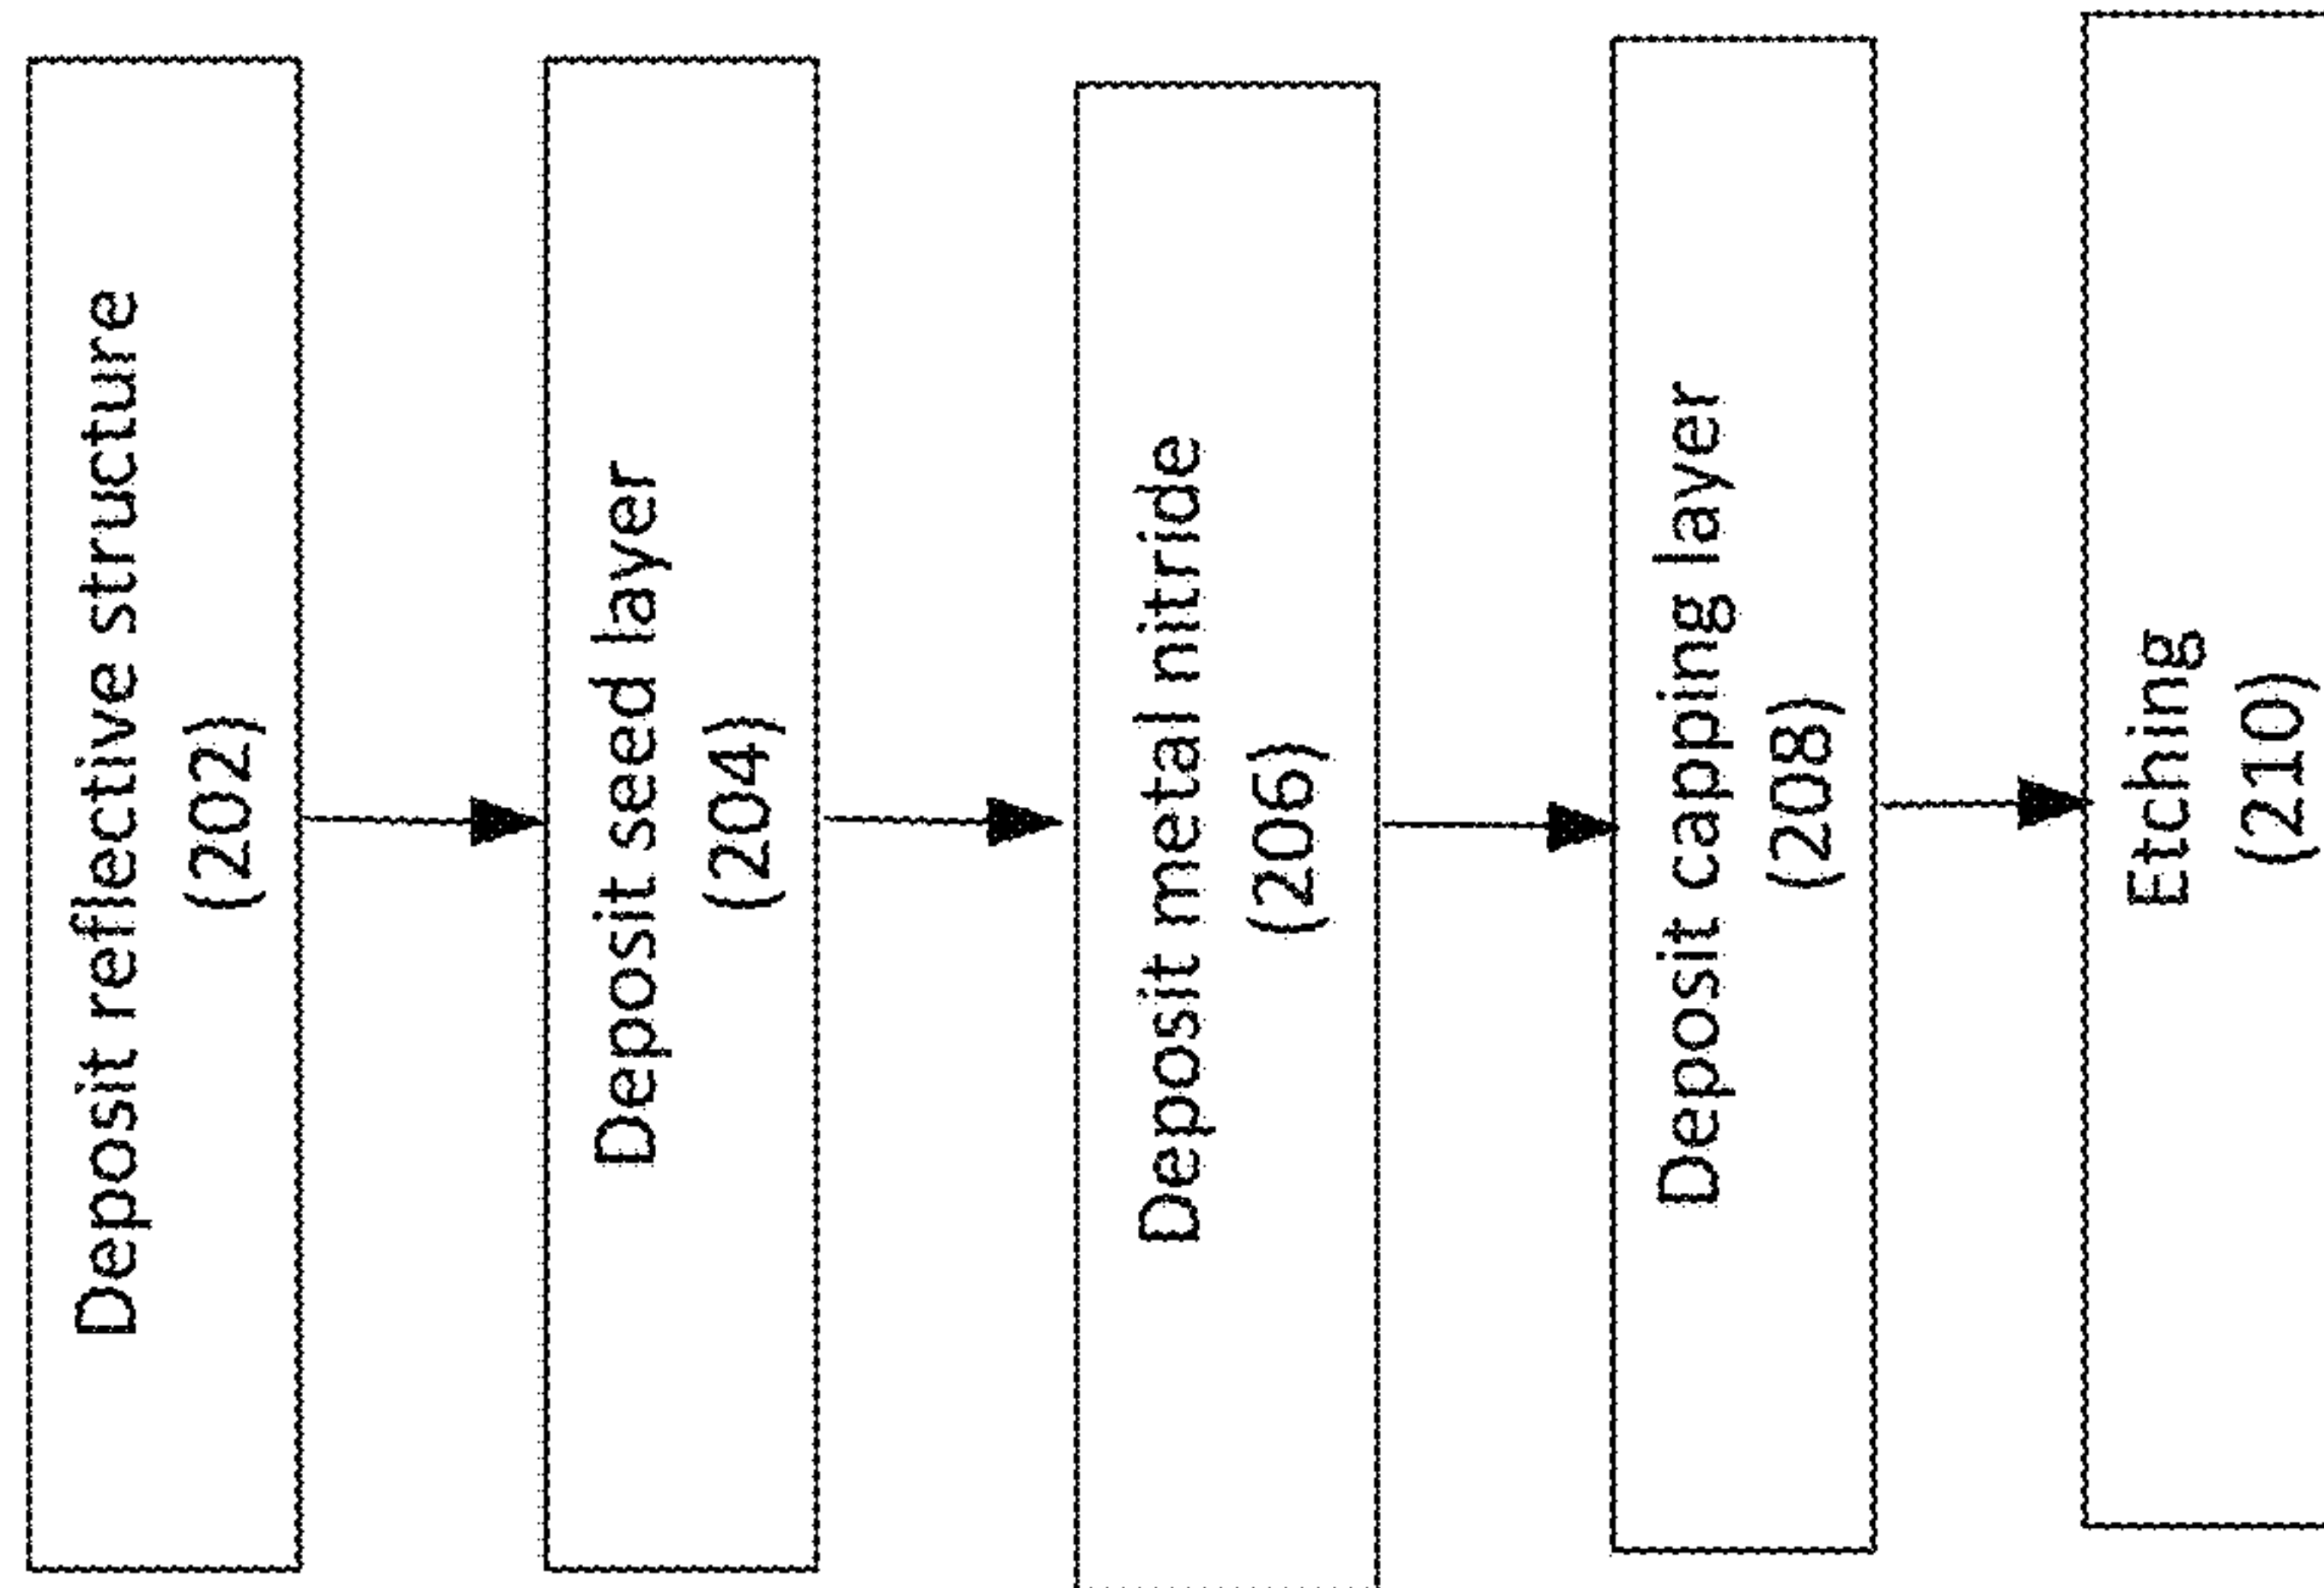 Deposit reflective structure
(202)
Deposit seed layer
(204)
Deposit metal nitride
(206)
Deposit capping layer
(208)
Etching
(210)